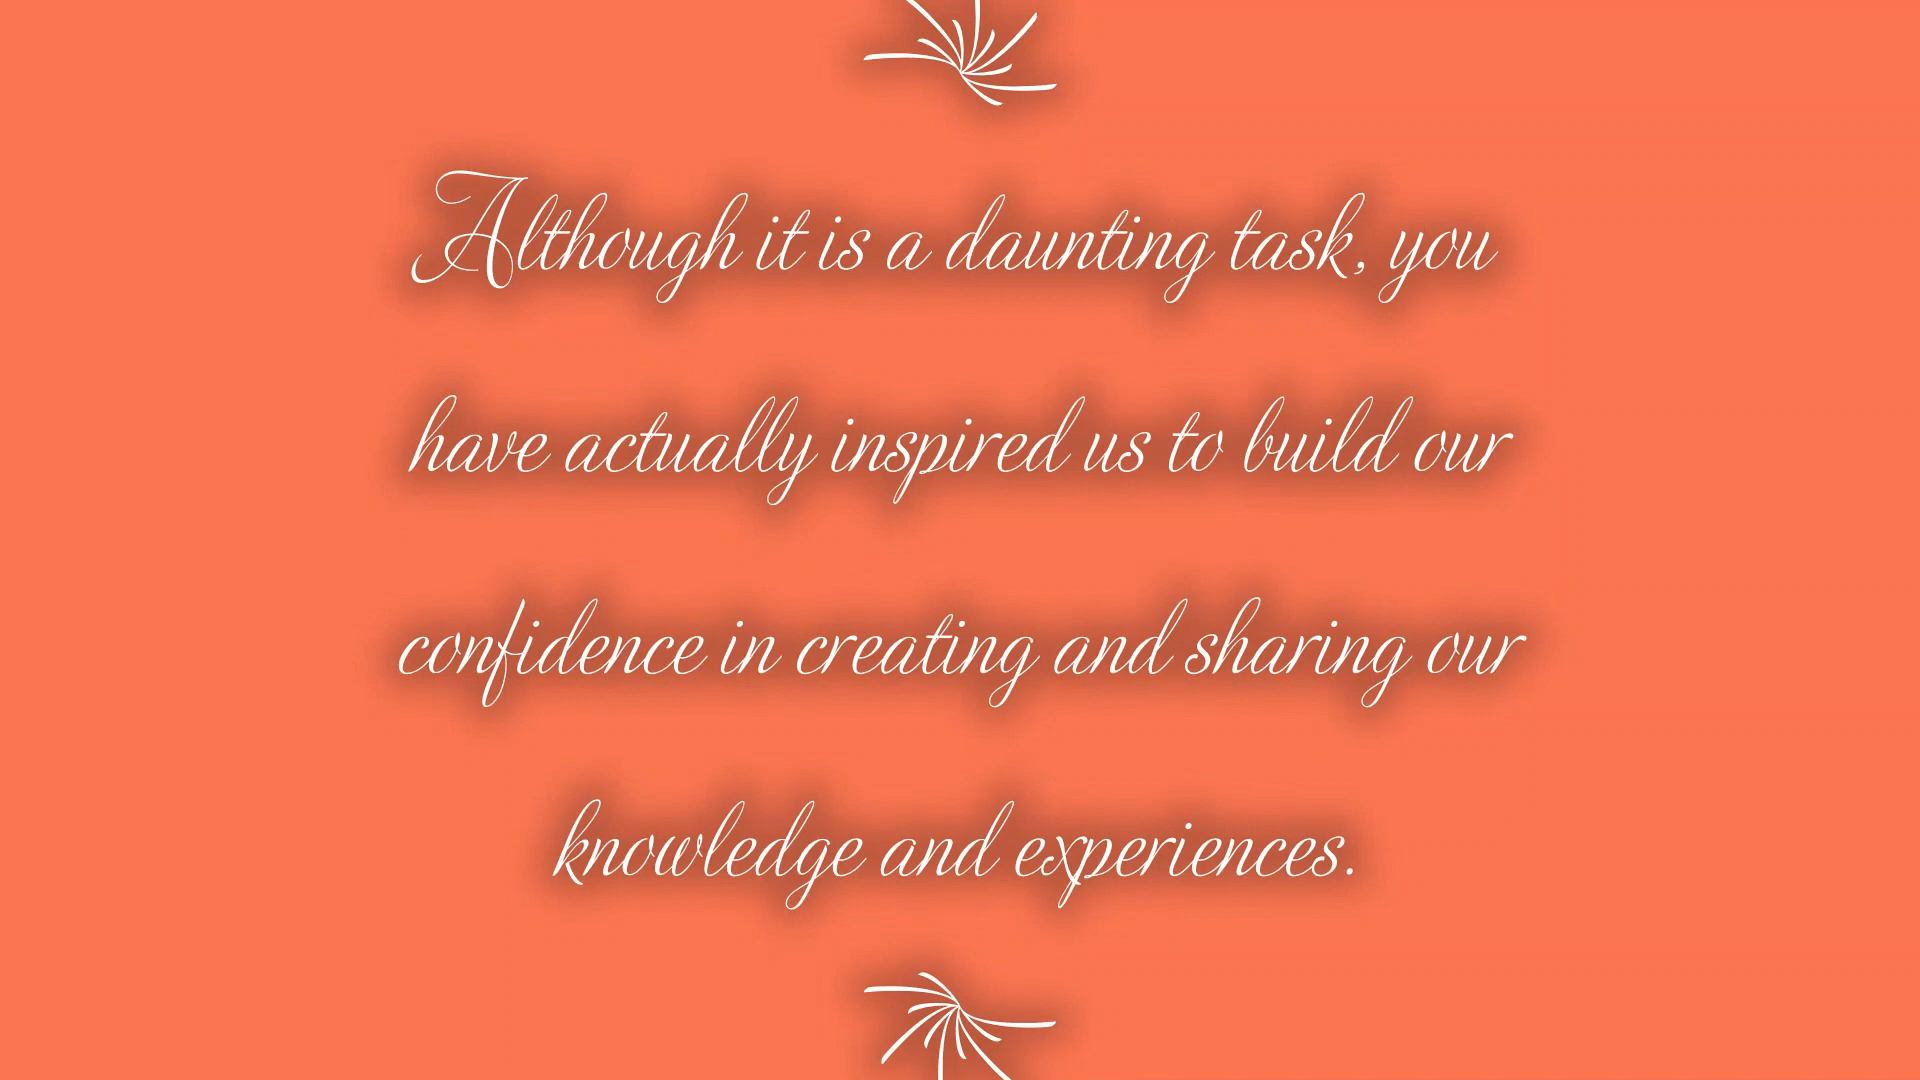 Although it is a daunting task, you
have actually inspired us to build our
confidence in creating and sharing our
knowledge and experiences.